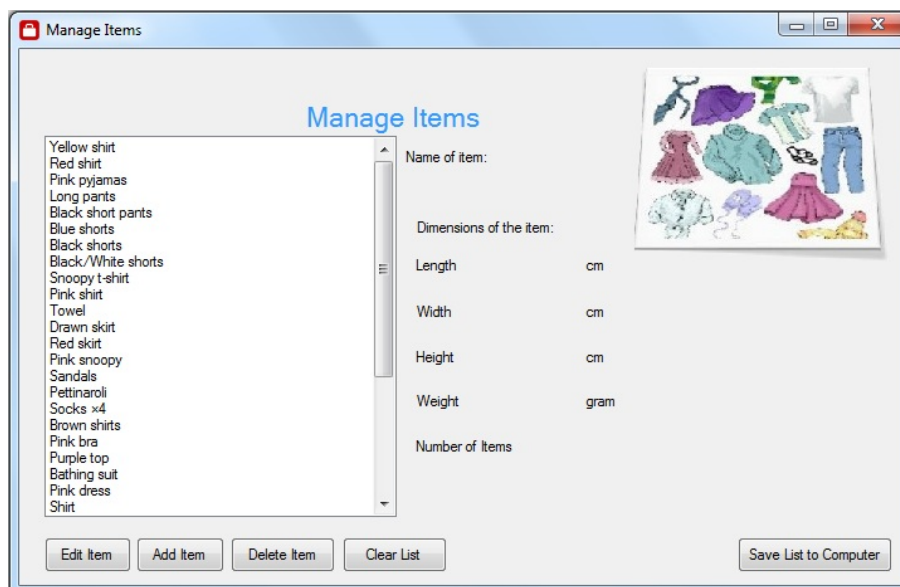 Manage Items
Manage Items
Yellow shirt
Red shirt
Pink pyjamas
Long pants
Black short pants
Blue shorts
Black shorts
Black/White shorts
Snoopy t-shirt
Pink shirt
Towel
Drawn skirt
Red skirt
Pink snoopy
Sandals
Pettinaroli
Socks ×4
Brown shirts
Pink bra
Purple top
Bathing suit
Pink dress
Shirt
Name of item:
Dimensions of the item:
Length cm
Width cm
Height cm
Weight gram
Number of Items
Edit Item Add Item Delete Item Clear List Save List to Computer